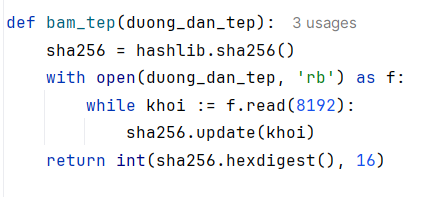 def bam_tep(duong_dan_tep): 3 usages
    sha256 = hashlib.sha256()
    with open(duong_dan_tep, 'rb') as f:
        while khoi := f.read(8192):
            sha256.update(khoi)
    return int(sha256.hexdigest(), 16)